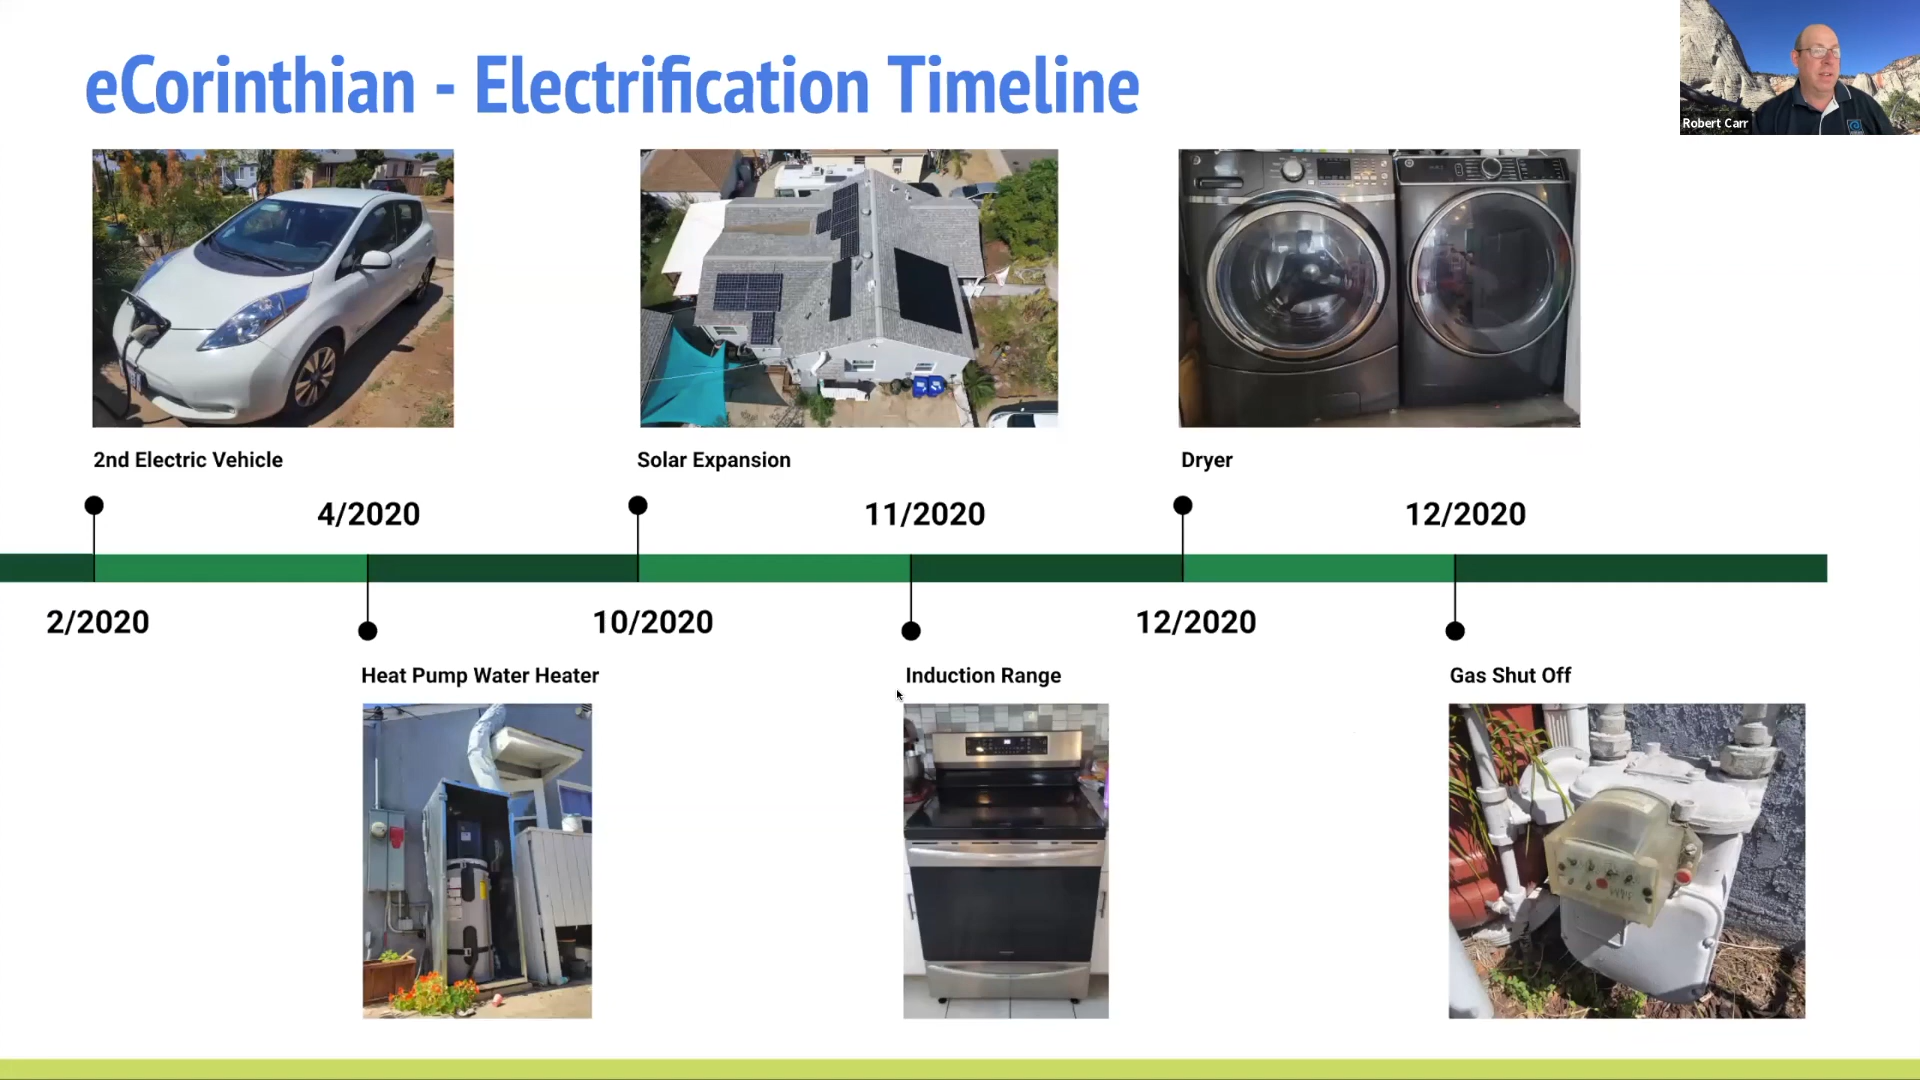 eCorinthian - Electrification Timeline
Robert Carr
2nd Electric Vehicle
Solar Expansion
Dryer
4/2020
11/2020
12/2020
2/2020
10/2020
12/2020
Heat Pump Water Heater
Induction Range
Gas Shut Off